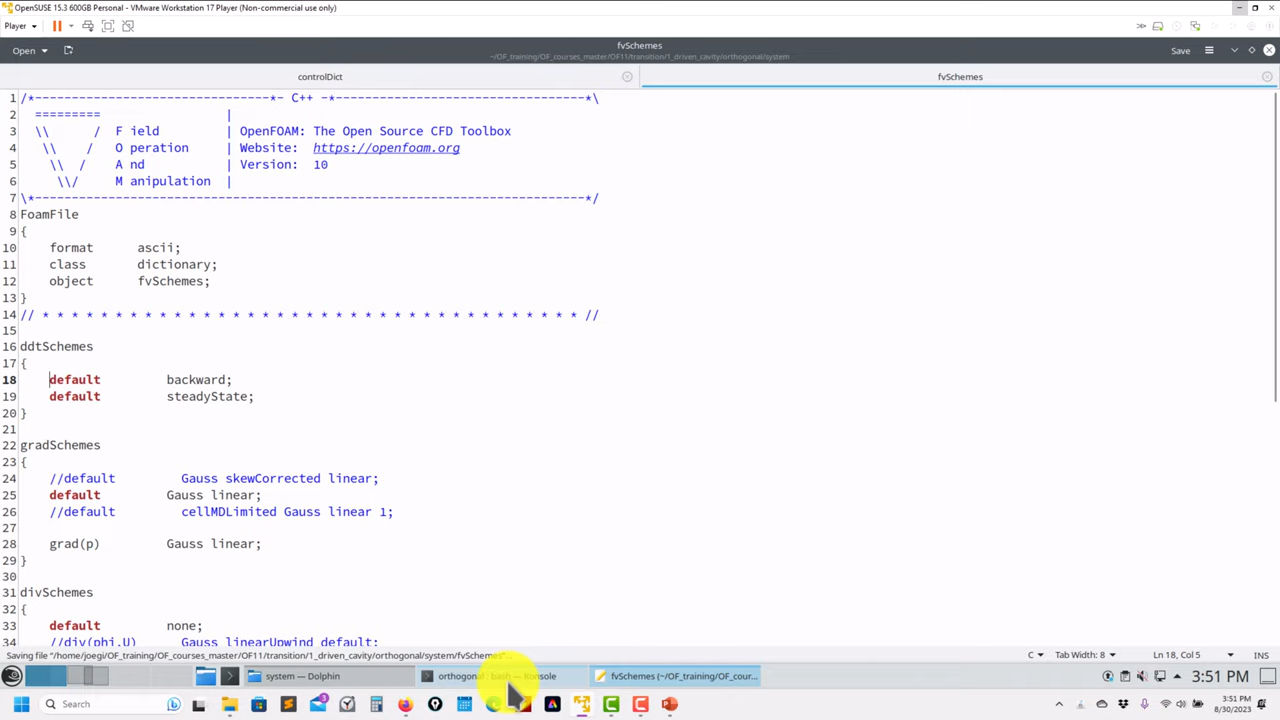 OpenSUSE 15.3 600GB Personal - VMware Workstation 17 Player (Non-commercial use only)
Player
Open
fvSchemes
~/OF_training/OF_courses_master/OF11/transition/1_driven_cavity/orthogonal/system
Save
controlDict
fvSchemes
1 /*--------------------------------*- C++ -*----------------------------------*\
2 =========                 |
3 \\      /  F ield         | OpenFOAM: The Open Source CFD Toolbox
4  \\    /   O peration     | Website:  https://openfoam.org
5   \\  /    A nd           | Version:  10
6    \\/     M anipulation  |
7 \*---------------------------------------------------------------------------*/
8 FoamFile
9 {
10     format      ascii;
11     class       dictionary;
12     object      fvSchemes;
13 }
14 // * * * * * * * * * * * * * * * * * * * * * * * * * * * * * * * * * * * * * //
15
16 ddtSchemes
17 {
18     default         backward;
19     default         steadyState;
20 }
21
22 gradSchemes
23 {
24     //default         Gauss skewCorrected linear;
25     default         Gauss linear;
26     //default         cellMDLimited Gauss linear 1;
27
28     grad(p)         Gauss linear;
29 }
30
31 divSchemes
32 {
33     default         none;
34     //div(phi,U)      Gauss linearUpwind default;
Saving file "/home/joegi/OF_training/OF_courses_master/OF11/transition/1_driven_cavity/orthogonal/system/fvSchemes"...
C
Tab Width: 8
Ln 18, Col 5
INS
system — Dolphin
orthogonal : bash — Konsole
fvSchemes (~/OF_training/OF_cour...
3:51 PM
Search
3
3:51 PM
8/30/2023